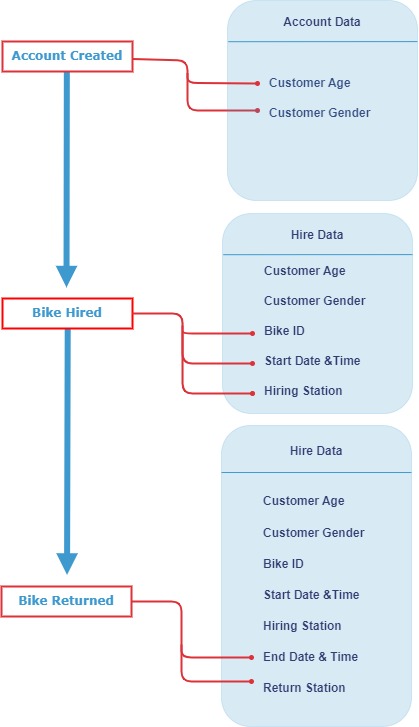 Account Data
Account Created
Customer Age
Customer Gender
Hire Data
Customer Age
Customer Gender
Bike Hired
Bike ID
Start Date &Time
Hiring Station
Hire Data
Customer Age
Customer Gender
Bike ID
Start Date &Time
Bike Returned
Hiring Station
End Date & Time
Return Station